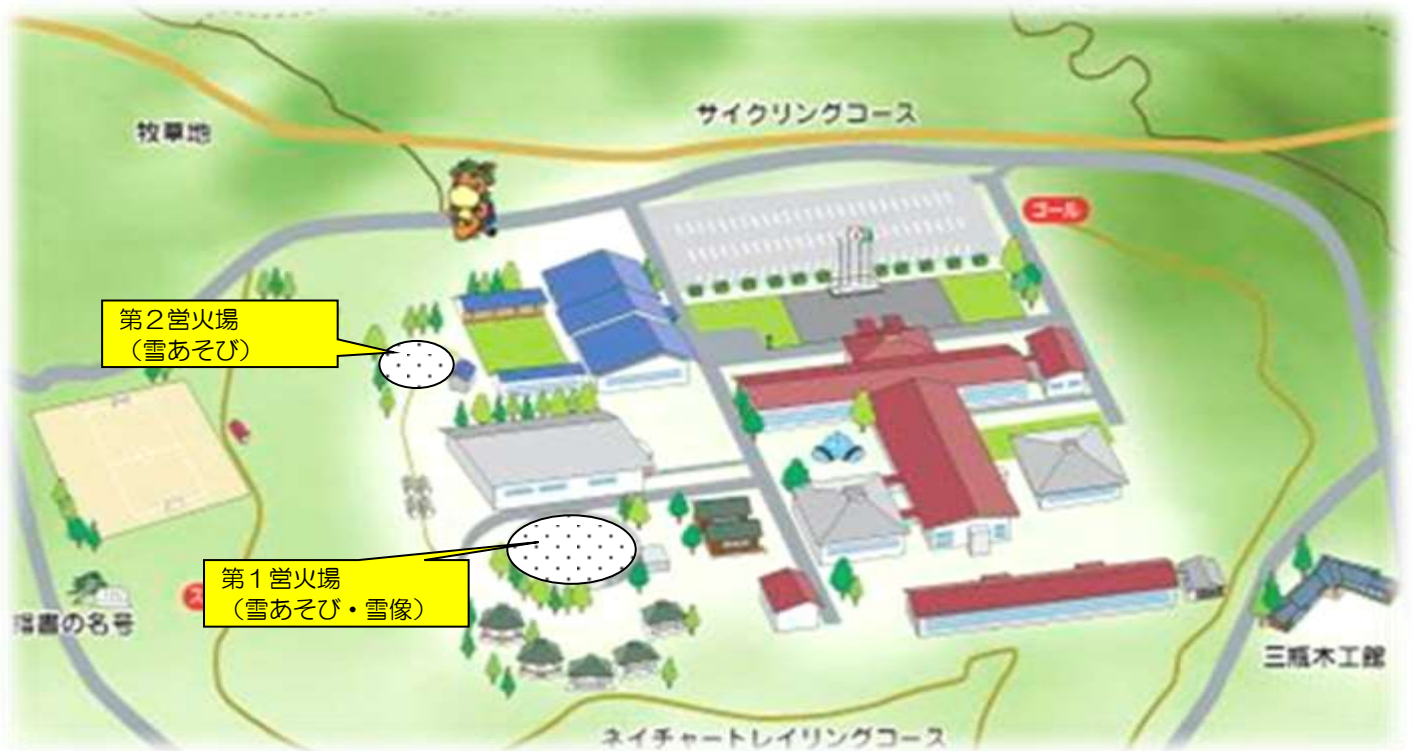 サイクリングコース
牧草地
ゴール
第２営火場
（雪あそび）
第１営火場
（雪あそび・雪像）
の名号
三瓶木工館
ネイチャートレイリングコース